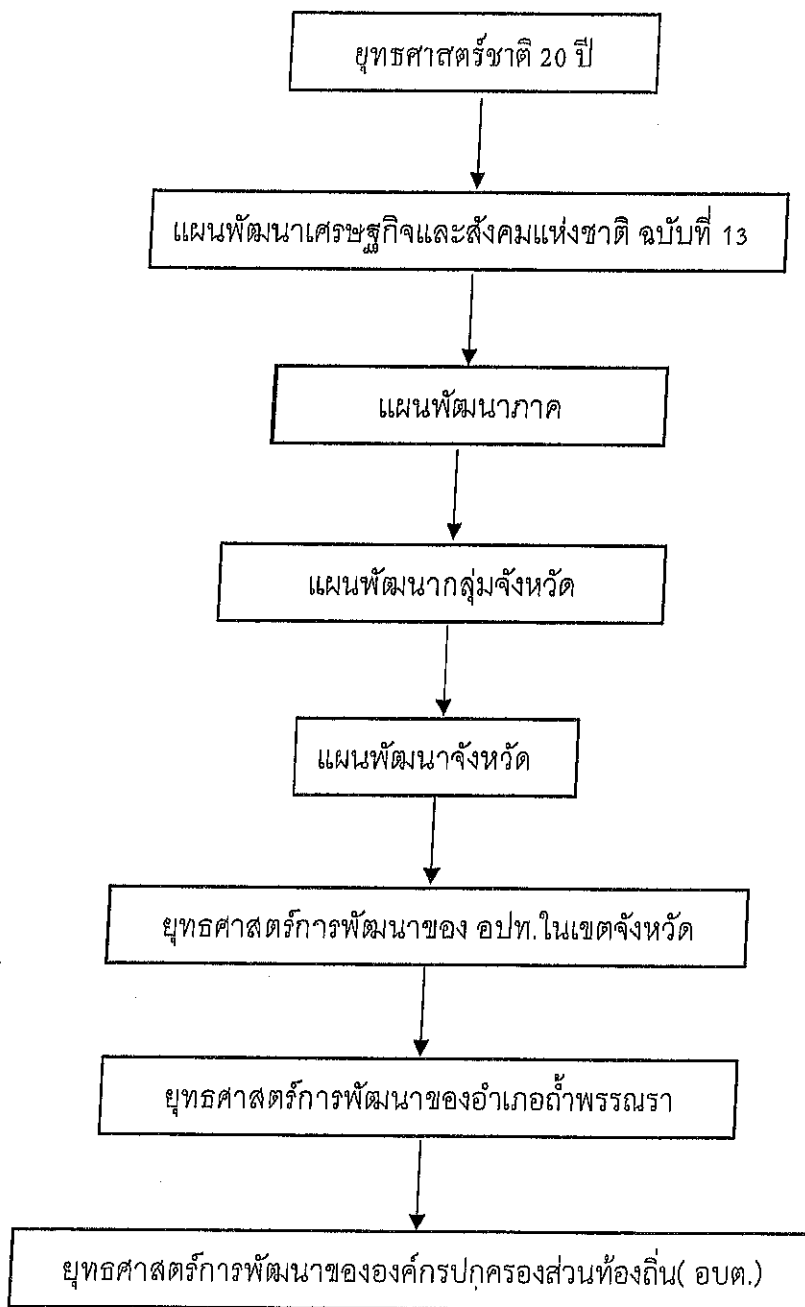 ยุทธศาสตร์ชาติ 20 ปี
แผนพัฒนาเศรษฐกิจและสังคมแห่งชาติ ฉบับที่ 13
แผนพัฒนาภาค
แผนพัฒนากลุ่มจังหวัด
แผนพัฒนาจังหวัด
ยุทธศาสตร์การพัฒนาของ อปท.ในเขตจังหวัด
ยุทธศาสตร์การพัฒนาของอำเภอถ้ำพรรณรา
ยุทธศาสตร์การพัฒนาขององค์กรปกครองส่วนท้องถิ่น( อบต.)